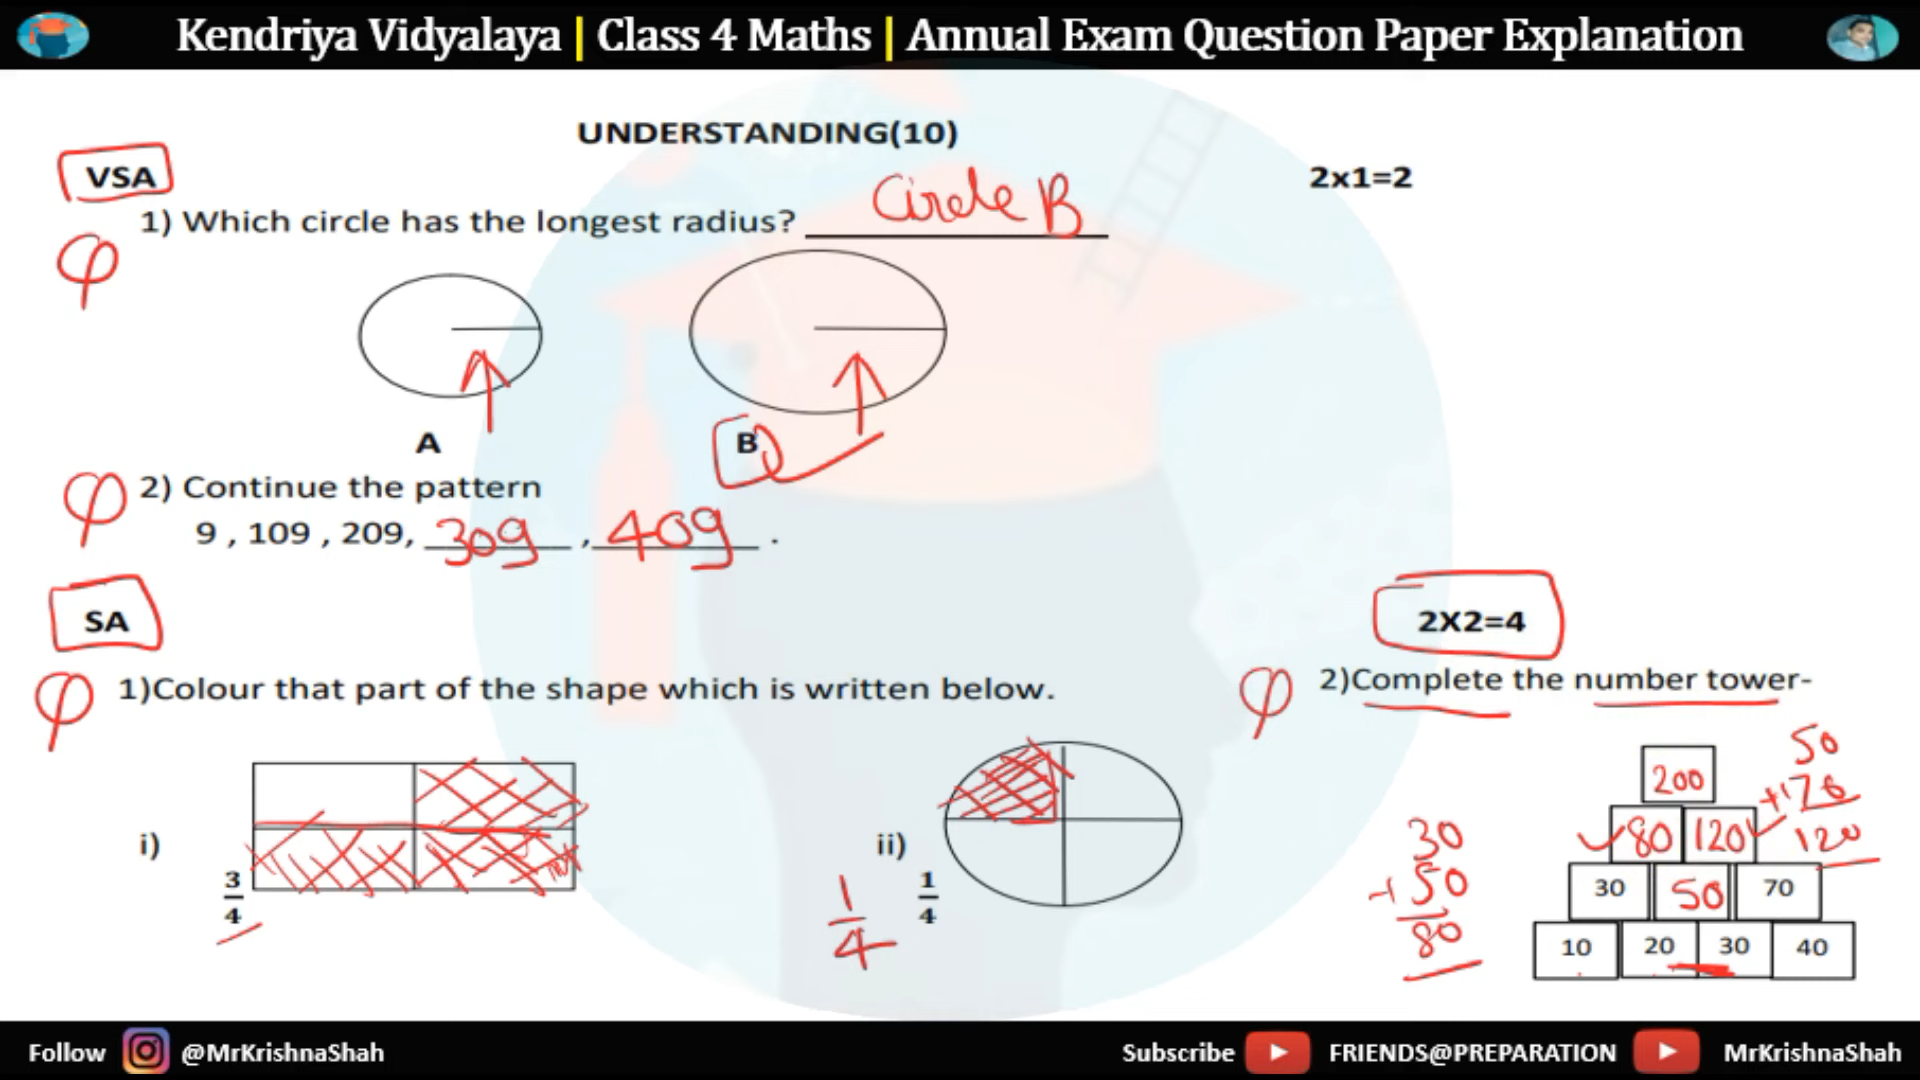 Kendriya Vidyalaya | Class 4 Maths | Annual Exam Question Paper Explanation
UNDERSTANDING(10)
VSA
2x1=2
1) Which circle has the longest radius? Circle B
A
B
2) Continue the pattern
9 , 109 , 209, 309 , 409 .
SA
2X2=4
1)Colour that part of the shape which is written below.
2)Complete the number tower-
i)
3
4
ii)
1
4
1
4
200
80 120
30 50 70
10 20 30 40
30
+50
80
50
+70
120
Follow @MrKrishnaShah
Subscribe FRIENDS@PREPARATION MrKrishnaShah